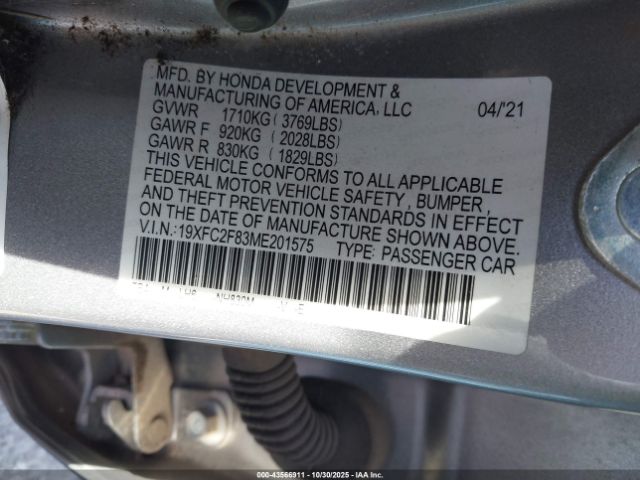 MFD. BY HONDA DEVELOPMENT &
MANUFACTURING OF AMERICA, LLC 04/'21
GVWR 1710KG (3769LBS)
GAWR F 920KG (2028LBS)
GAWR R 830KG (1829LBS)
THIS VEHICLE CONFORMS TO ALL APPLICABLE
FEDERAL MOTOR VEHICLE SAFETY, BUMPER,
AND THEFT PREVENTION STANDARDS IN EFFECT
ON THE DATE OF MANUFACTURE SHOWN ABOVE.
V.I.N.:19XFC2F83ME201575 TYPE: PASSENGER CAR
000-43566911 - 10/30/2025 - IAAI, Inc.